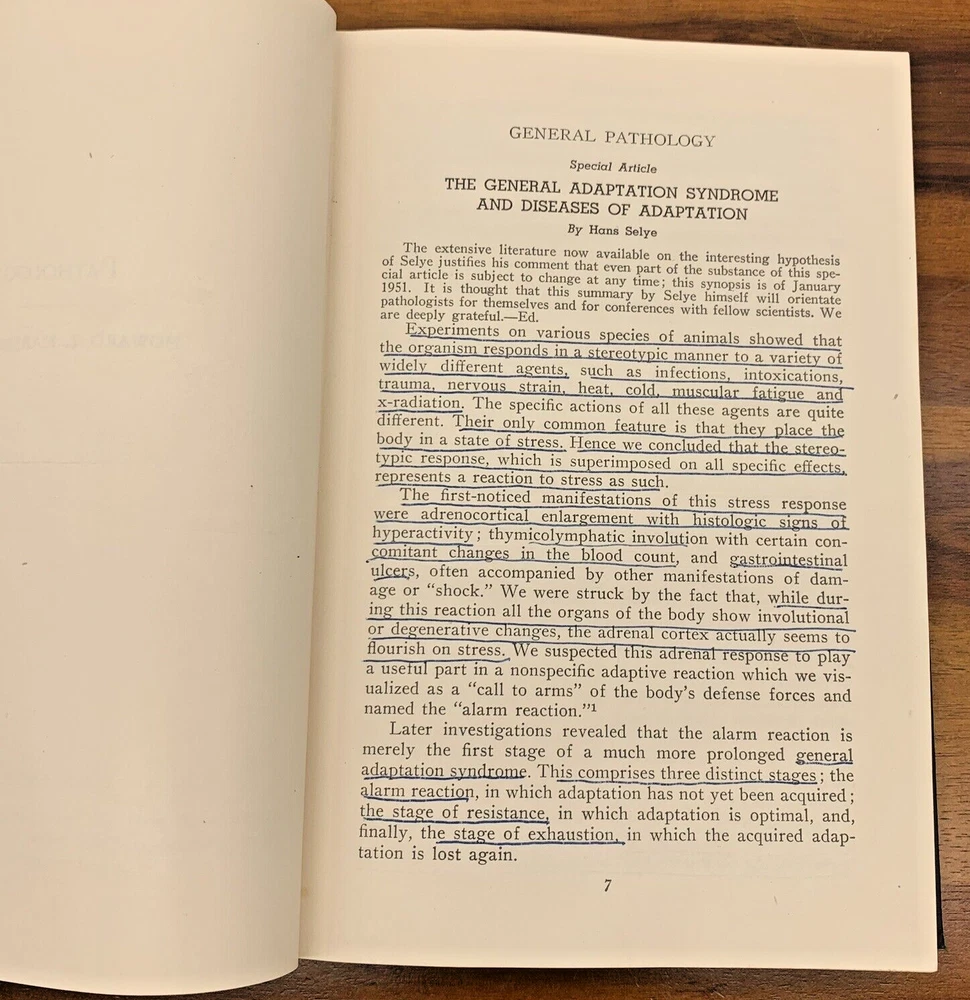 GENERAL PATHOLOGY
Special Article
THE GENERAL ADAPTATION SYNDROME
AND DISEASES OF ADAPTATION
By Hans Selye
The extensive literature now available on the interesting hypothesis
of Selye justifies his comment that even part of the substance of this spe-
cial article is subject to change at any time; this synopsis is of January
1951. It is thought that this summary by Selye himself will orientate
pathologists for themselves and for conferences with fellow scientists. We
are deeply grateful.—Ed.
Experiments on various species of animals showed that
the organism responds in a stereotypic manner to a variety of
widely different agents, such as infections, intoxications,
trauma, nervous strain, heat, cold, muscular fatigue and
x-radiation. The specific actions of all these agents are quite
different. Their only common feature is that they place the
body in a state of stress. Hence we concluded that the stereo-
typic response, which is superimposed on all specific effects,
represents a reaction to stress as such.
The first-noticed manifestations of this stress response
were adrenocortical enlargement with histologic signs of
hyperactivity; thymicolymphatic involution with certain con-
comitant changes in the blood count, and gastrointestinal
ulcers, often accompanied by other manifestations of dam-
age or “shock.” We were struck by the fact that, while dur-
ing this reaction all the organs of the body show involutional
or degenerative changes, the adrenal cortex actually seems to
flourish on stress. We suspected this adrenal response to play
a useful part in a nonspecific adaptive reaction which we vis-
ualized as a “call to arms” of the body’s defense forces and
named the “alarm reaction.”¹
Later investigations revealed that the alarm reaction is
merely the first stage of a much more prolonged general
adaptation syndrome. This comprises three distinct stages; the
alarm reaction, in which adaptation has not yet been acquired;
the stage of resistance, in which adaptation is optimal, and,
finally, the stage of exhaustion, in which the acquired adap-
tation is lost again.
7